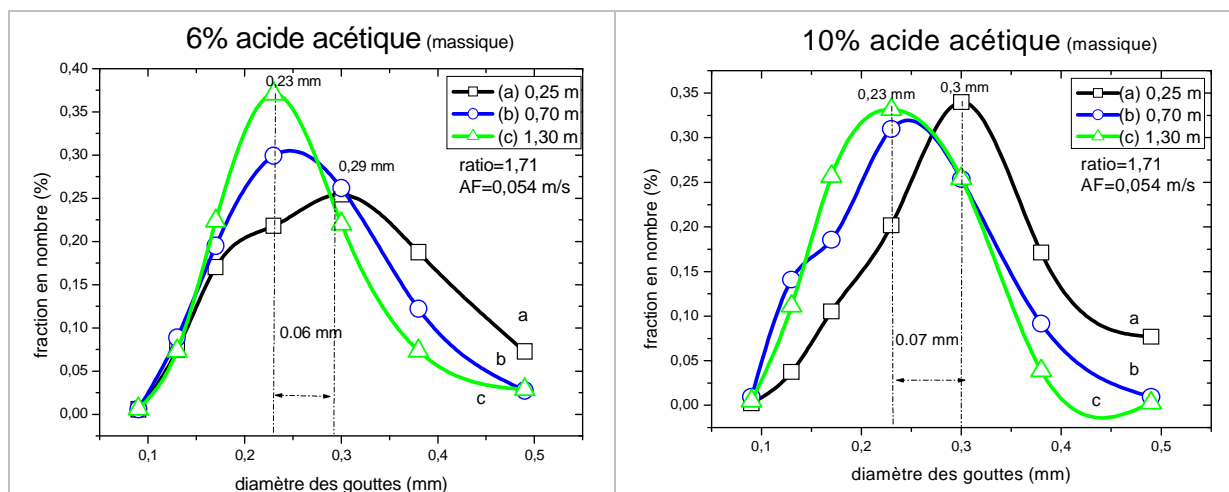 6% acide acétique (massique)
0,40
0,35
0,30
0,25
0,20
0,15
0,10
0,05
0,00
fraction en nombre (%)
0,23 mm
0,29 mm
0.06 mm
(a) 0,25 m
(b) 0,70 m
(c) 1,30 m
ratio=1,71
AF=0,054 m/s
a
b
c
0,1 0,2 0,3 0,4 0,5
diamètre des gouttes (mm)
10% acide acétique (massique)
0,35
0,30
0,25
0,20
0,15
0,10
0,05
0,00
fraction en nombre (%)
0,23 mm
0,3 mm
0.07 mm
(a) 0,25 m
(b) 0,70 m
(c) 1,30 m
ratio=1,71
AF=0,054 m/s
a
b
c
0,1 0,2 0,3 0,4 0,5
diamètre des gouttes (mm)